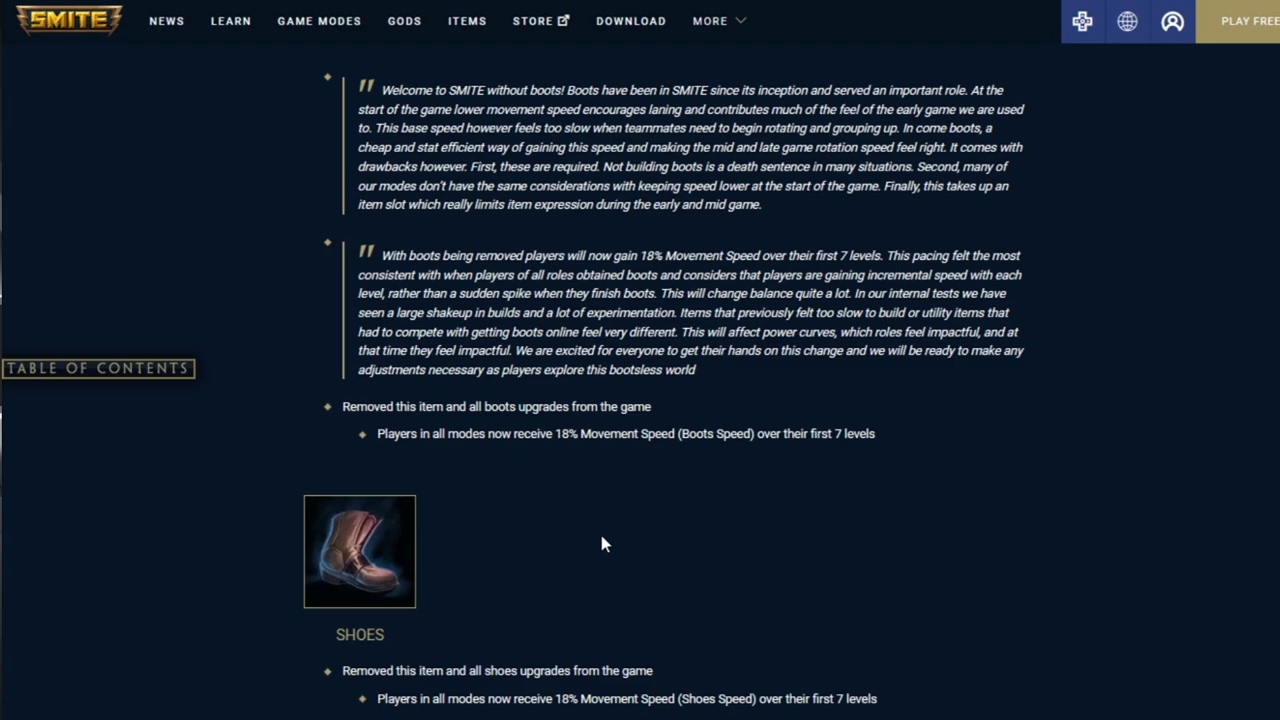 SMITE
NEWS LEARN GAME MODES GODS ITEMS STORE DOWNLOAD MORE PLAY FREE
" Welcome to SMITE without boots! Boots have been in SMITE since its inception and served an important role. At the
start of the game lower movement speed encourages laning and contributes much of the feel of the early game we are used
to. This base speed however feels too slow when teammates need to begin rotating and grouping up. In come boots, a
cheap and stat efficient way of gaining this speed and making the mid and late game rotation speed feel right. It comes with
drawbacks however. First, these are required. Not building boots is a death sentence in many situations. Second, many of
our modes don't have the same considerations with keeping speed lower at the start of the game. Finally, this takes up an
item slot which really limits item expression during the early and mid game.
" With boots being removed players will now gain 18% Movement Speed over their first 7 levels. This pacing felt the most
consistent with when players of all roles obtained boots and considers that players are gaining incremental speed with each
level, rather than a sudden spike when they finish boots. This will change balance quite a lot. In our internal tests we have
seen a large shakeup in builds and a lot of experimentation. Items that previously felt too slow to build or utility items that
had to compete with getting boots online feel very different. This will affect power curves, which roles feel impactful, and at
that time they feel impactful. We are excited for everyone to get their hands on this change and we will be ready to make any
adjustments necessary as players explore this bootsless world
TABLE OF CONTENTS
Removed this item and all boots upgrades from the game
Players in all modes now receive 18% Movement Speed (Boots Speed) over their first 7 levels
SHOES
Removed this item and all shoes upgrades from the game
Players in all modes now receive 18% Movement Speed (Shoes Speed) over their first 7 levels